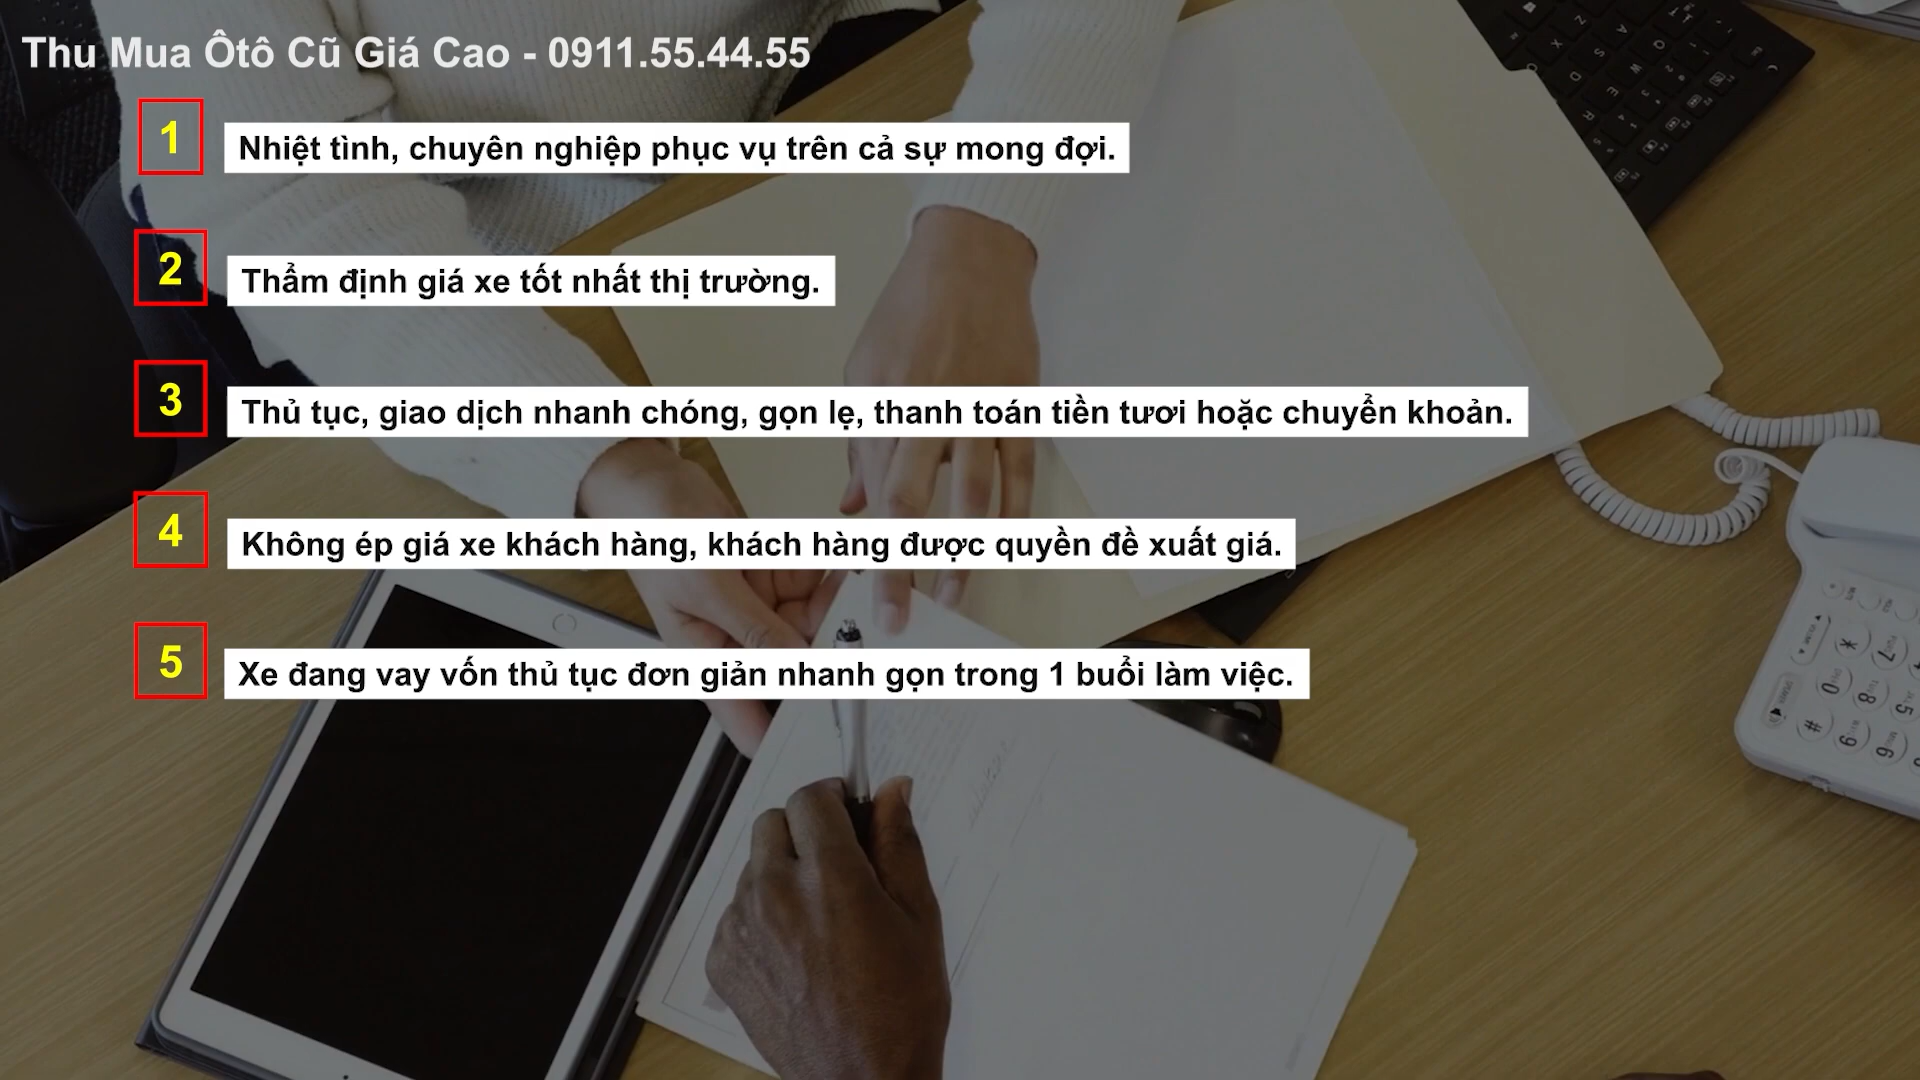 Thu Mua Ôtô Cũ Giá Cao - 0911.55.44.55
1
Nhiệt tình, chuyên nghiệp phục vụ trên cả sự mong đợi.
2
Thẩm định giá xe tốt nhất thị trường.
3
Thủ tục, giao dịch nhanh chóng, gọn lẹ, thanh toán tiền tươi hoặc chuyển khoản.
4
Không ép giá xe khách hàng, khách hàng được quyền đề xuất giá.
5
Xe đang vay vốn thủ tục đơn giản nhanh gọn trong 1 buổi làm việc.